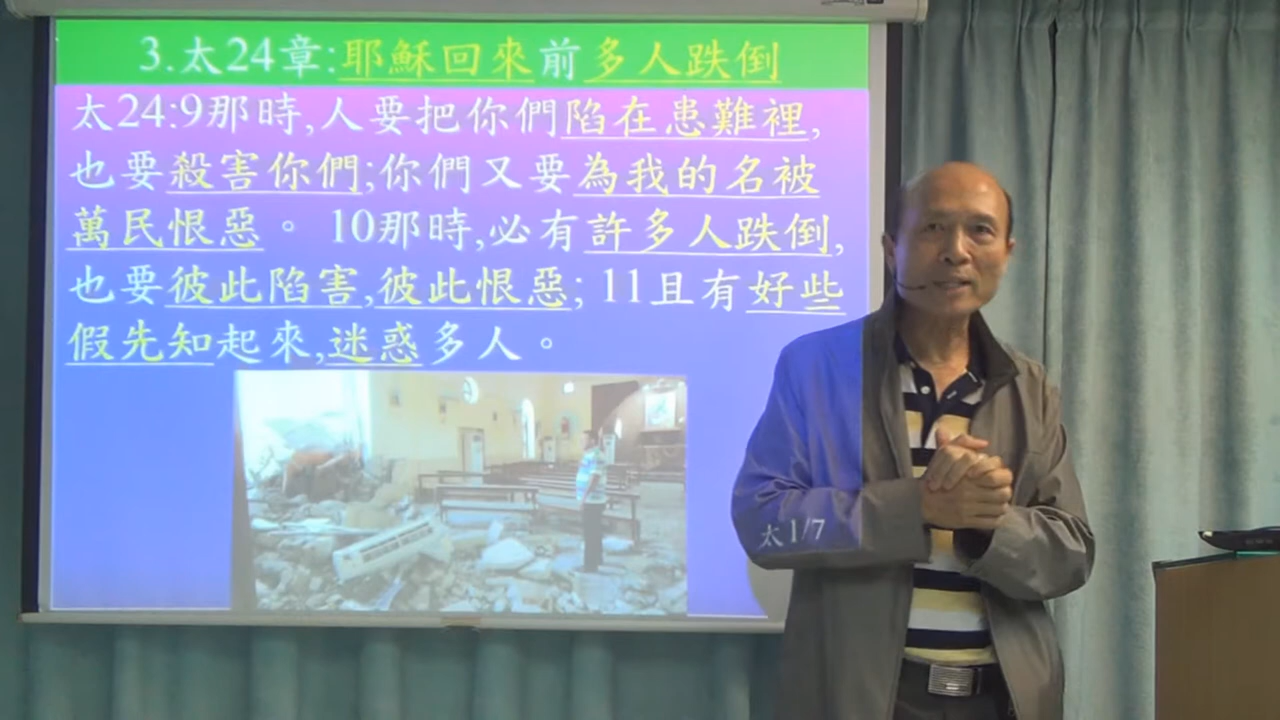 3.太24章:耶穌回來前多人跌倒
太24:9那時,人要把你們陷在患難裡,
也要殺害你們;你們又要為我的名被
萬民恨惡。 10那時,必有許多人跌倒,
也要彼此陷害,彼此恨惡; 11且有好些
假先知起來,迷惑多人。
太1/7